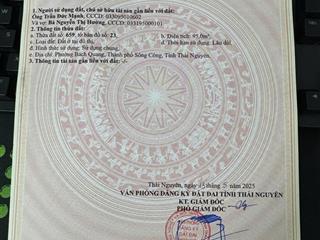 1. Người sử dụng đất, chủ sở hữu tài sản gắn liền với đất:
Ông Trần Đức Mạnh, CCCD: 033095010602
Và vợ: Bà Nguyễn Thị Hương, CCCD: 033195000101
2. Thông tin thửa đất:
a. Thửa đất số: 659, tờ bản đồ số: 23,
b. Diện tích: 95,0m²
c. Loại đất: Đất ở tại đô thị,
d. Thời hạn sử dụng: Lâu dài,
đ. Hình thức sử dụng: Sử dụng chung,
e. Địa chỉ: Phường Bách Quang, Thành phố Sông Công, Tỉnh Thái Nguyên.
3. Thông tin tài sản gắn liền với đất:
Thái Nguyên, ngày tháng 5 năm 2025
VĂN PHÒNG ĐĂNG KÝ ĐẤT ĐAI TỈNH THÁI NGUYÊN
KT. GIÁM ĐỐC
PHÓ GIÁM ĐỐC